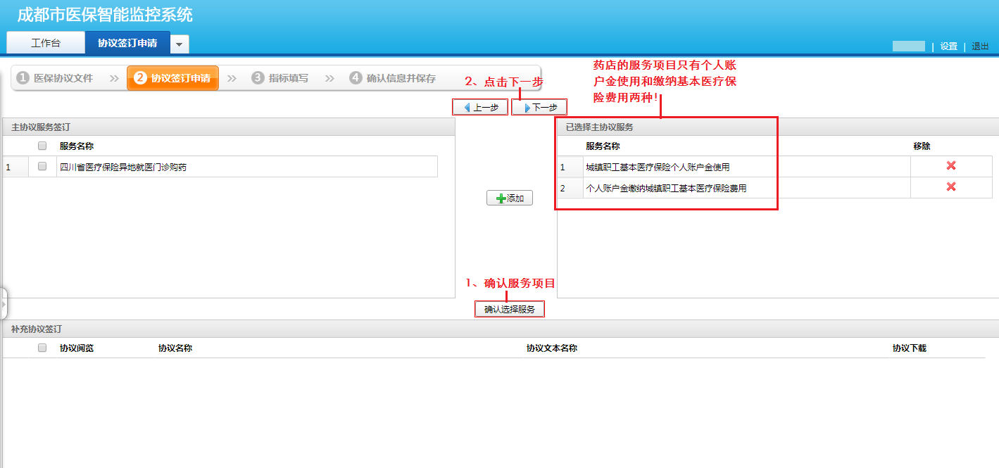 成都市医保智能监控系统
工作台 协议签订申请
| 设置 | 退出
1 医保协议文件 >> 2 协议签订申请 >> 3 指标填写 >> 4 确认信息并保存
2、点击下一步
药店的服务项目只有个人账
户金使用和缴纳基本医疗保
险费用两种!
上一步 下一步
主协议服务签订
服务名称
1 四川省医疗保险异地就医门诊购药
添加
已选择主协议服务
服务名称 移除
1 城镇职工基本医疗保险个人账户金使用
2 个人账户金缴纳城镇职工基本医疗保险费用
1、确认服务项目
确认选择服务
补充协议签订
协议阅览 协议名称 协议文本名称 协议下载